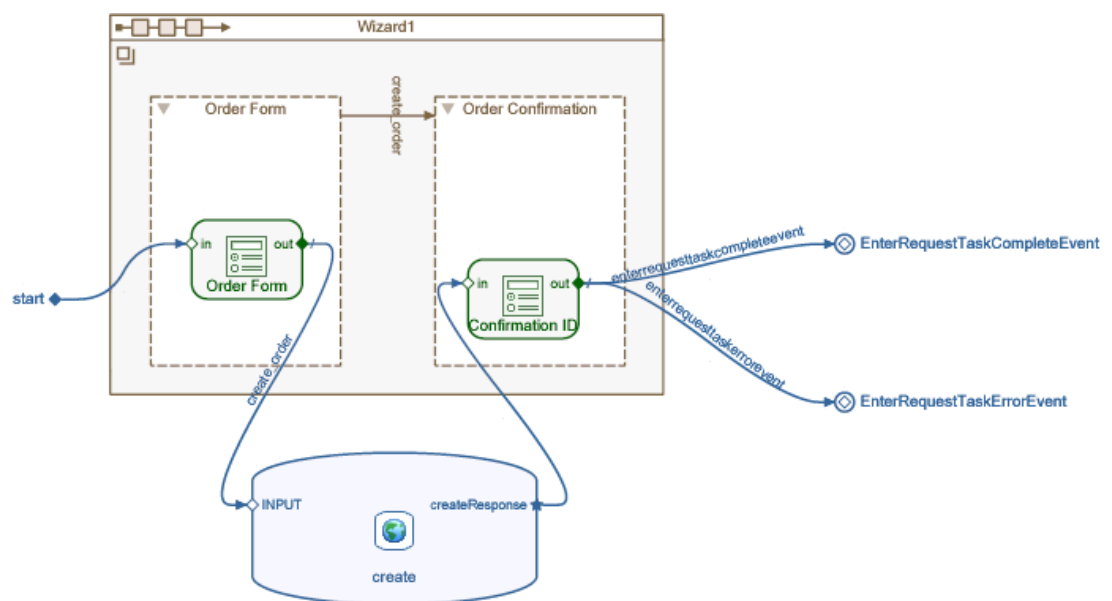 Wizard1
create_order
Order Form
Order Confirmation
in
out
Order Form
start
in
out
Confirmation ID
enterrequesttaskcompleteevent
EnterRequestTaskCompleteEvent
enterrequesttaskerrorevent
EnterRequestTaskErrorEvent
create_order
INPUT
createResponse
create